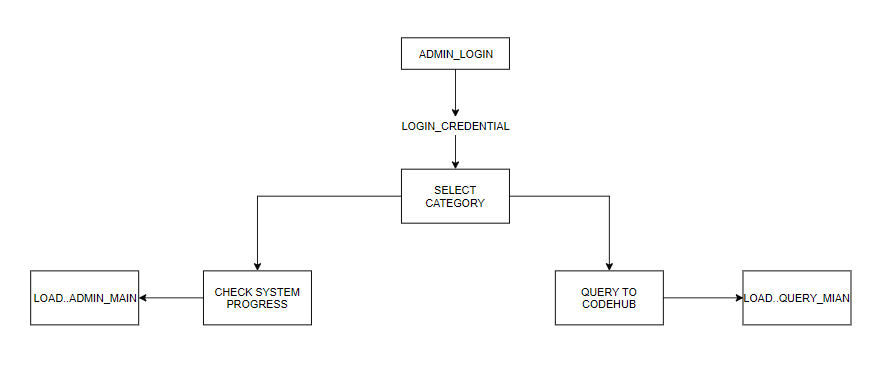 ADMIN_LOGIN
LOGIN_CREDENTIAL
SELECT
CATEGORY
LOAD..ADMIN_MAIN
CHECK SYSTEM
PROGRESS
QUERY TO
CODEHUB
LOAD..QUERY_MIAN